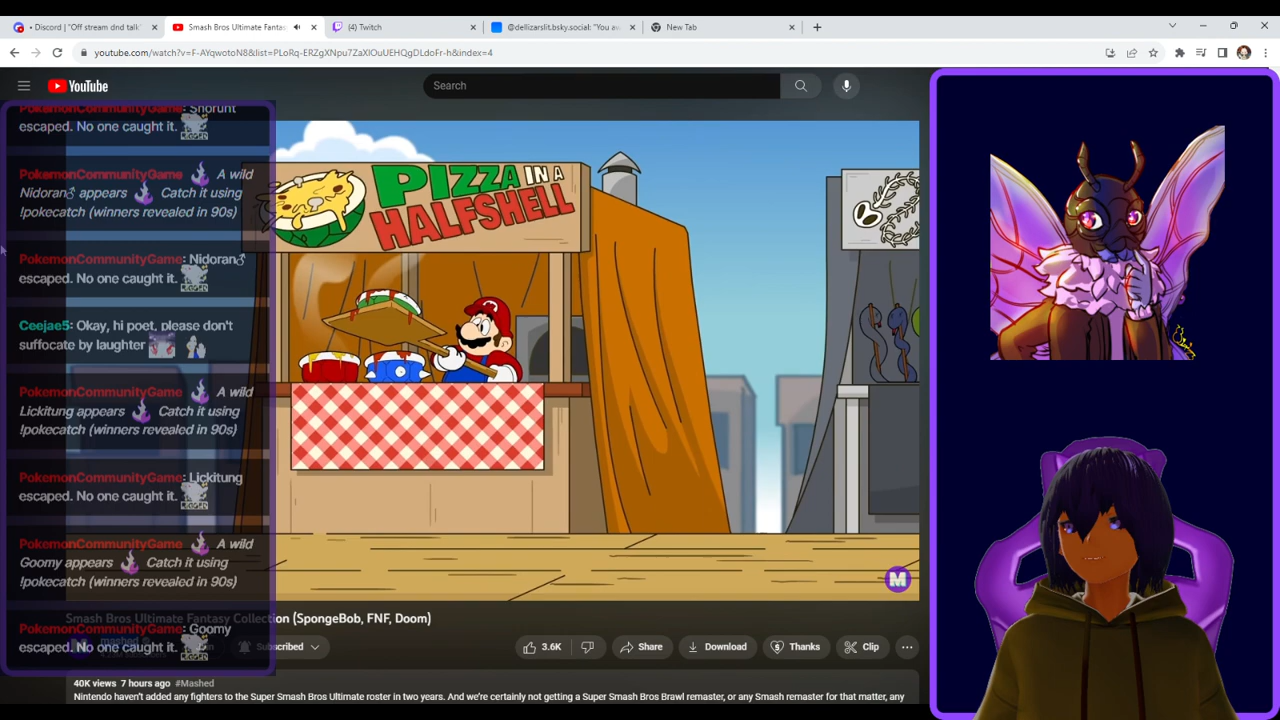 Discord | "Off stream dnd talk"
Smash Bros Ultimate Fantas
(4) Twitch
@dellizarslit.bsky.social: "You aw
New Tab
youtube.com/watch?v=F-AYqwotoN8&list=PLoRq-ERZgXNpu7ZaXlOuUEHQgDLdoFr-h&index=4
YouTube
Search
PokemonCommunityGame: Snorunt
escaped. No one caught it.
PokemonCommunityGame A wild
Nidoran♂ appears Catch it using
!pokecatch (winners revealed in 90s)
PokemonCommunityGame: Nidoran♂
escaped. No one caught it.
Ceejae5: Okay, hi poet, please don't
suffocate by laughter
PokemonCommunityGame A wild
Lickitung appears Catch it using
!pokecatch (winners revealed in 90s)
PokemonCommunityGame: Lickitung
escaped. No one caught it.
PokemonCommunityGame A wild
Goomy appears Catch it using
!pokecatch (winners revealed in 90s)
PokemonCommunityGame: Goomy
escaped. No one caught it.
PIZZA IN A
HALFSHELL
M
Smash Bros Ultimate Fantasy Collection (SpongeBob, FNF, Doom)
mashed
Subscribed
3.6K
Share
Download
Thanks
Clip
40K views 7 hours ago #Mashed
Nintendo haven't added any fighters to the Super Smash Bros Ultimate roster in two years. And we're certainly not getting a Super Smash Bros Brawl remaster, or any Smash remaster for that matter, any